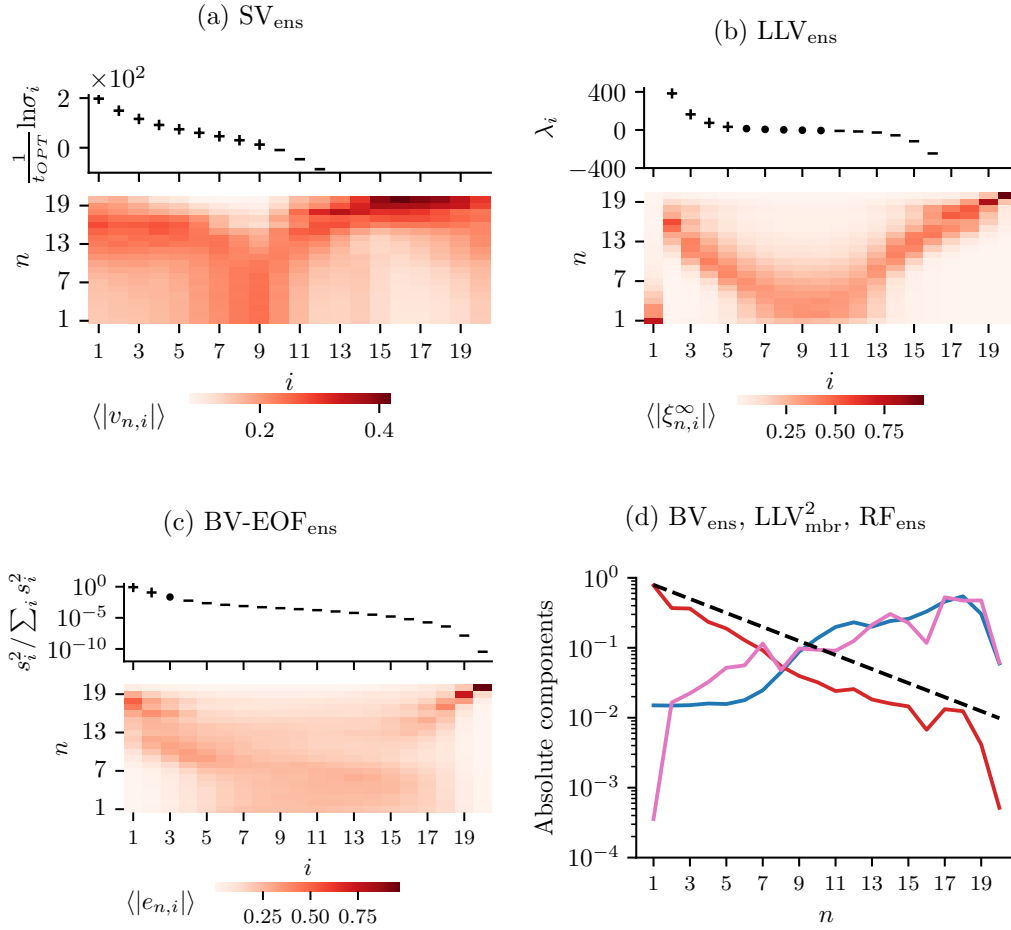 (a) SV_ens
×10²
1/t_OPT lnσ_i
2
0
n
19
13
7
1
1 3 5 7 9 11 13 15 17 19
i
⟨|v_{n,i}|⟩
0.2 0.4
(b) LLV_ens
λ_i
400
0
−400
n
19
13
7
1
1 3 5 7 9 11 13 15 17 19
i
⟨|ξ^∞_{n,i}|⟩
0.25 0.50 0.75
(c) BV-EOF_ens
s_i^2 / ∑_i s_i^2
10^0
10^−5
10^−10
n
19
13
7
1
1 3 5 7 9 11 13 15 17 19
i
⟨|e_{n,i}|⟩
0.25 0.50 0.75
(d) BV_ens, LLV^2_mbr, RF_ens
Absolute components
10^0
10^−1
10^−2
10^−3
10^−4
1 3 5 7 9 11 13 15 17 19
n